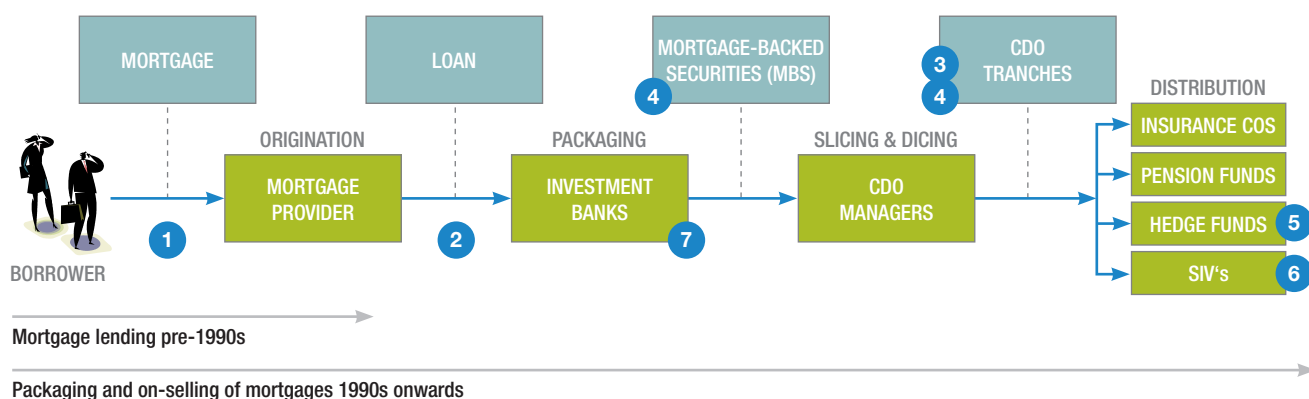 MORTGAGE
LOAN
MORTGAGE-BACKED
SECURITIES (MBS)
4
CDO
TRANCHES
3
4
DISTRIBUTION
INSURANCE COS
PENSION FUNDS
HEDGE FUNDS
5
SIV‘s
6
ORIGINATION
MORTGAGE
PROVIDER
PACKAGING
INVESTMENT
BANKS
7
SLICING & DICING
CDO
MANAGERS
1
2
BORROWER
Mortgage lending pre-1990s
Packaging and on-selling of mortgages 1990s onwards